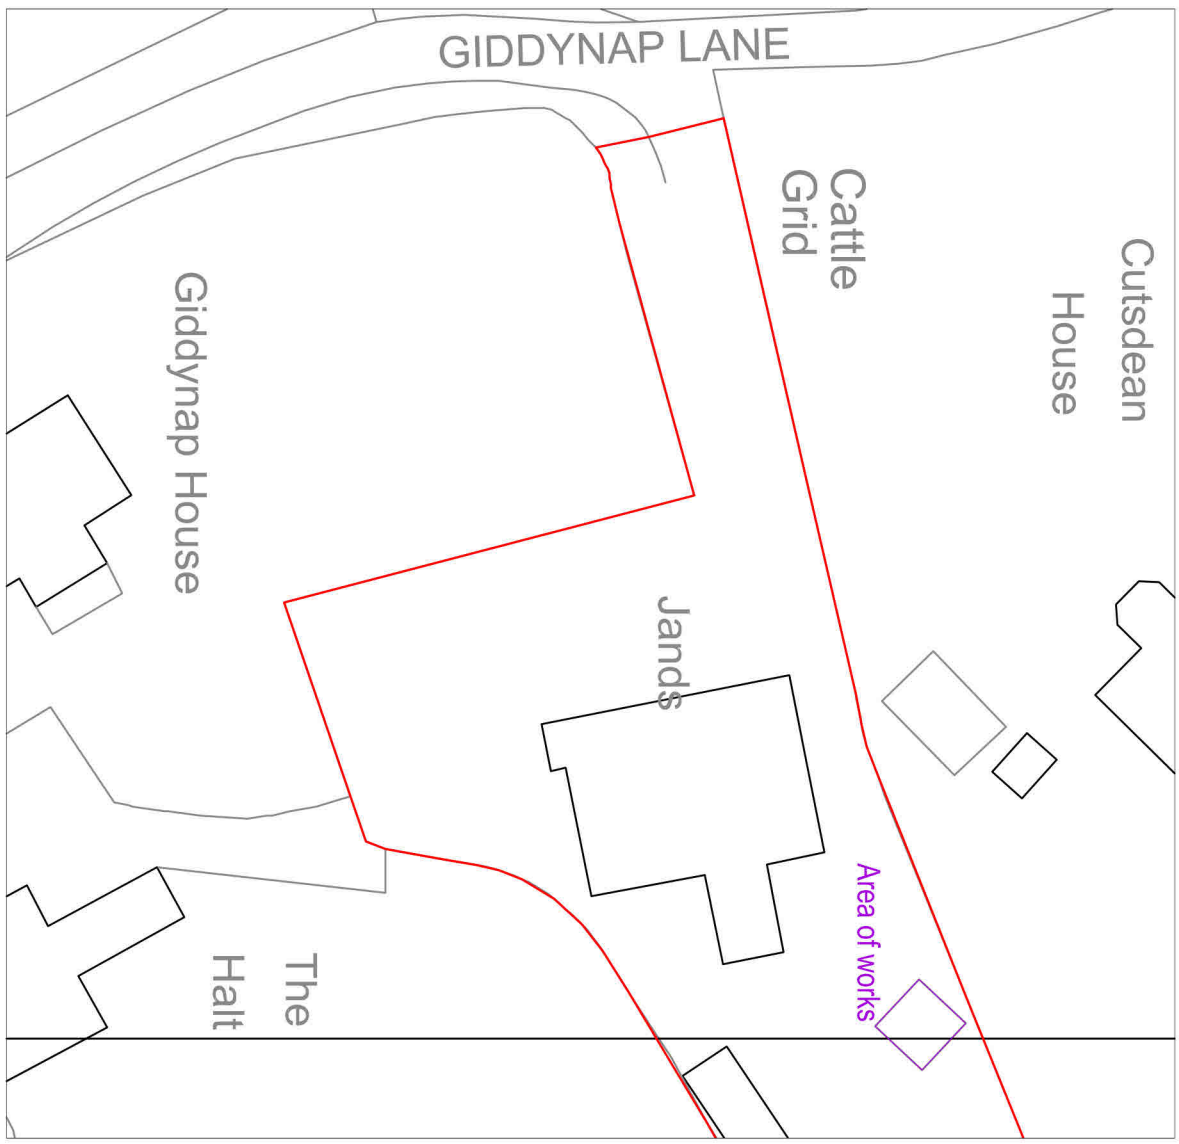 GIDDYNAP LANE
Cattle
Grid
Cutsdean
House
Giddynap House
Jands
Area of works
The
Halt